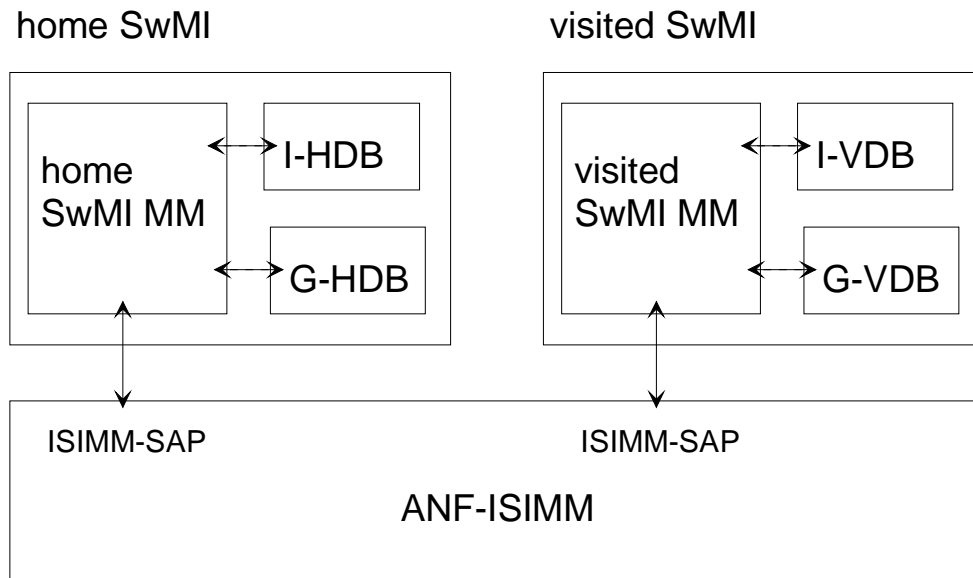 home SwMI
visited SwMI
home
SwMI MM
I-HDB
G-HDB
visited
SwMI MM
I-VDB
G-VDB
ISIMM-SAP
ISIMM-SAP
ANF-ISIMM